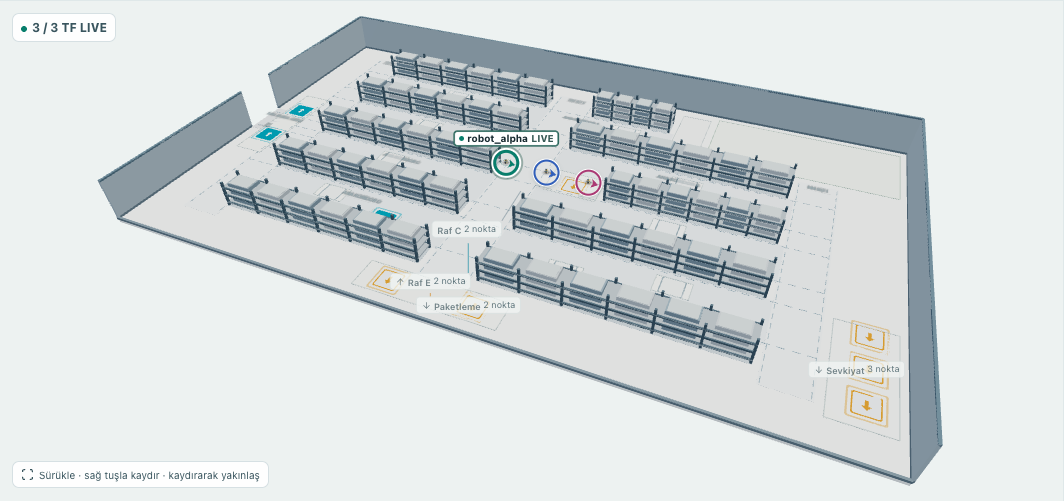 3 / 3 TF LIVE
robot_alpha LIVE
Raf C 2 nokta
↑ Raf E 2 nokta
↓ Paketleme 2 nokta
↓ Sevkiyat 3 nokta
Sürükle · sağ tuşla kaydır · kaydırarak yakınlaş